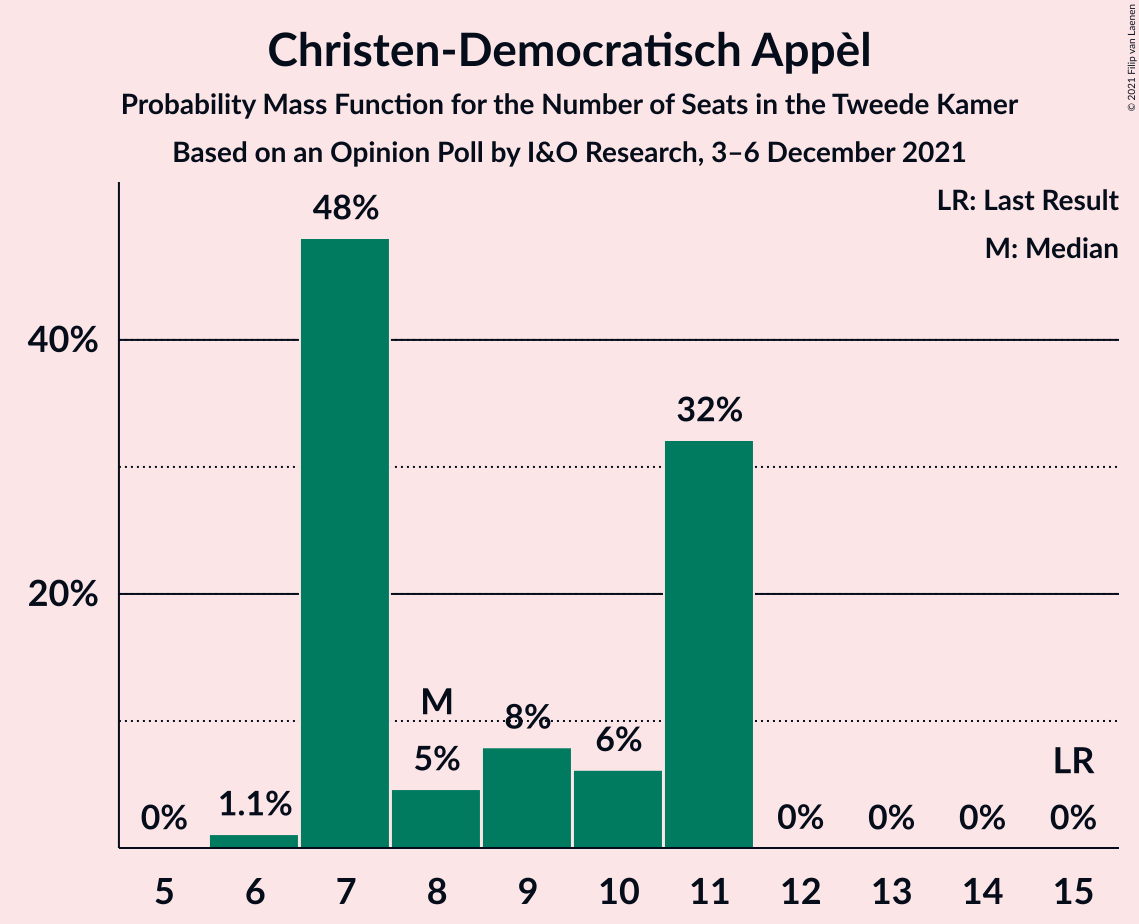 Christen-Democratisch Appèl
Probability Mass Function for the Number of Seats in the Tweede Kamer
Based on an Opinion Poll by I&O Research, 3–6 December 2021
© 2021 Filip van Laenen
LR: Last Result
M: Median
48%
40%
32%
20%
M
8%
6%
5%
LR
1.1%
0%
0%
0%
0%
0%
5 6 7 8 9 10 11 12 13 14 15